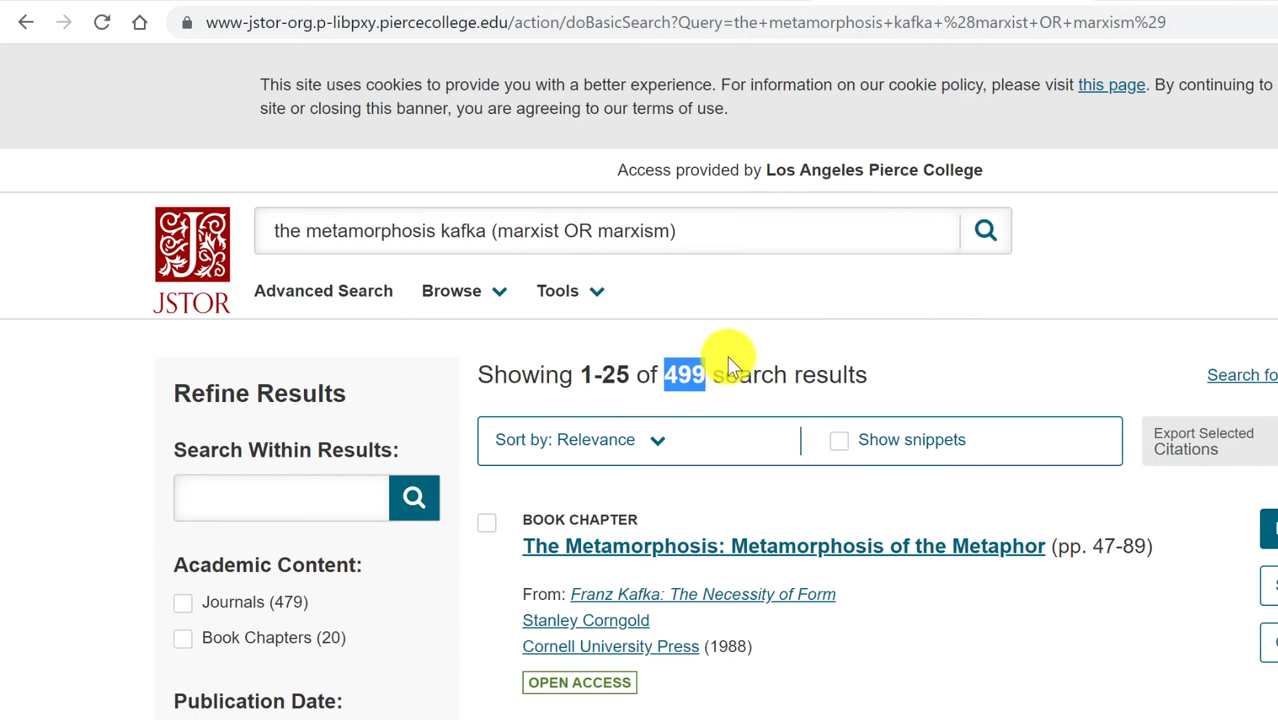 www-jstor-org.p-libpxy.piercecollege.edu/action/doBasicSearch?Query=the+metamorphosis+kafka+%28marxist+OR+marxism%29
This site uses cookies to provide you with a better experience. For information on our cookie policy, please visit this page. By continuing to
site or closing this banner, you are agreeing to our terms of use.
Access provided by Los Angeles Pierce College
JSTOR
the metamorphosis kafka (marxist OR marxism)
Advanced Search Browse Tools
Showing 1-25 of 499 search results
Refine Results
Search Within Results:
Academic Content:
Journals (479)
Book Chapters (20)
Publication Date:
Sort by: Relevance
Show snippets
Export Selected
Citations
BOOK CHAPTER
The Metamorphosis: Metamorphosis of the Metaphor (pp. 47-89)
From: Franz Kafka: The Necessity of Form
Stanley Corngold
Cornell University Press (1988)
OPEN ACCESS